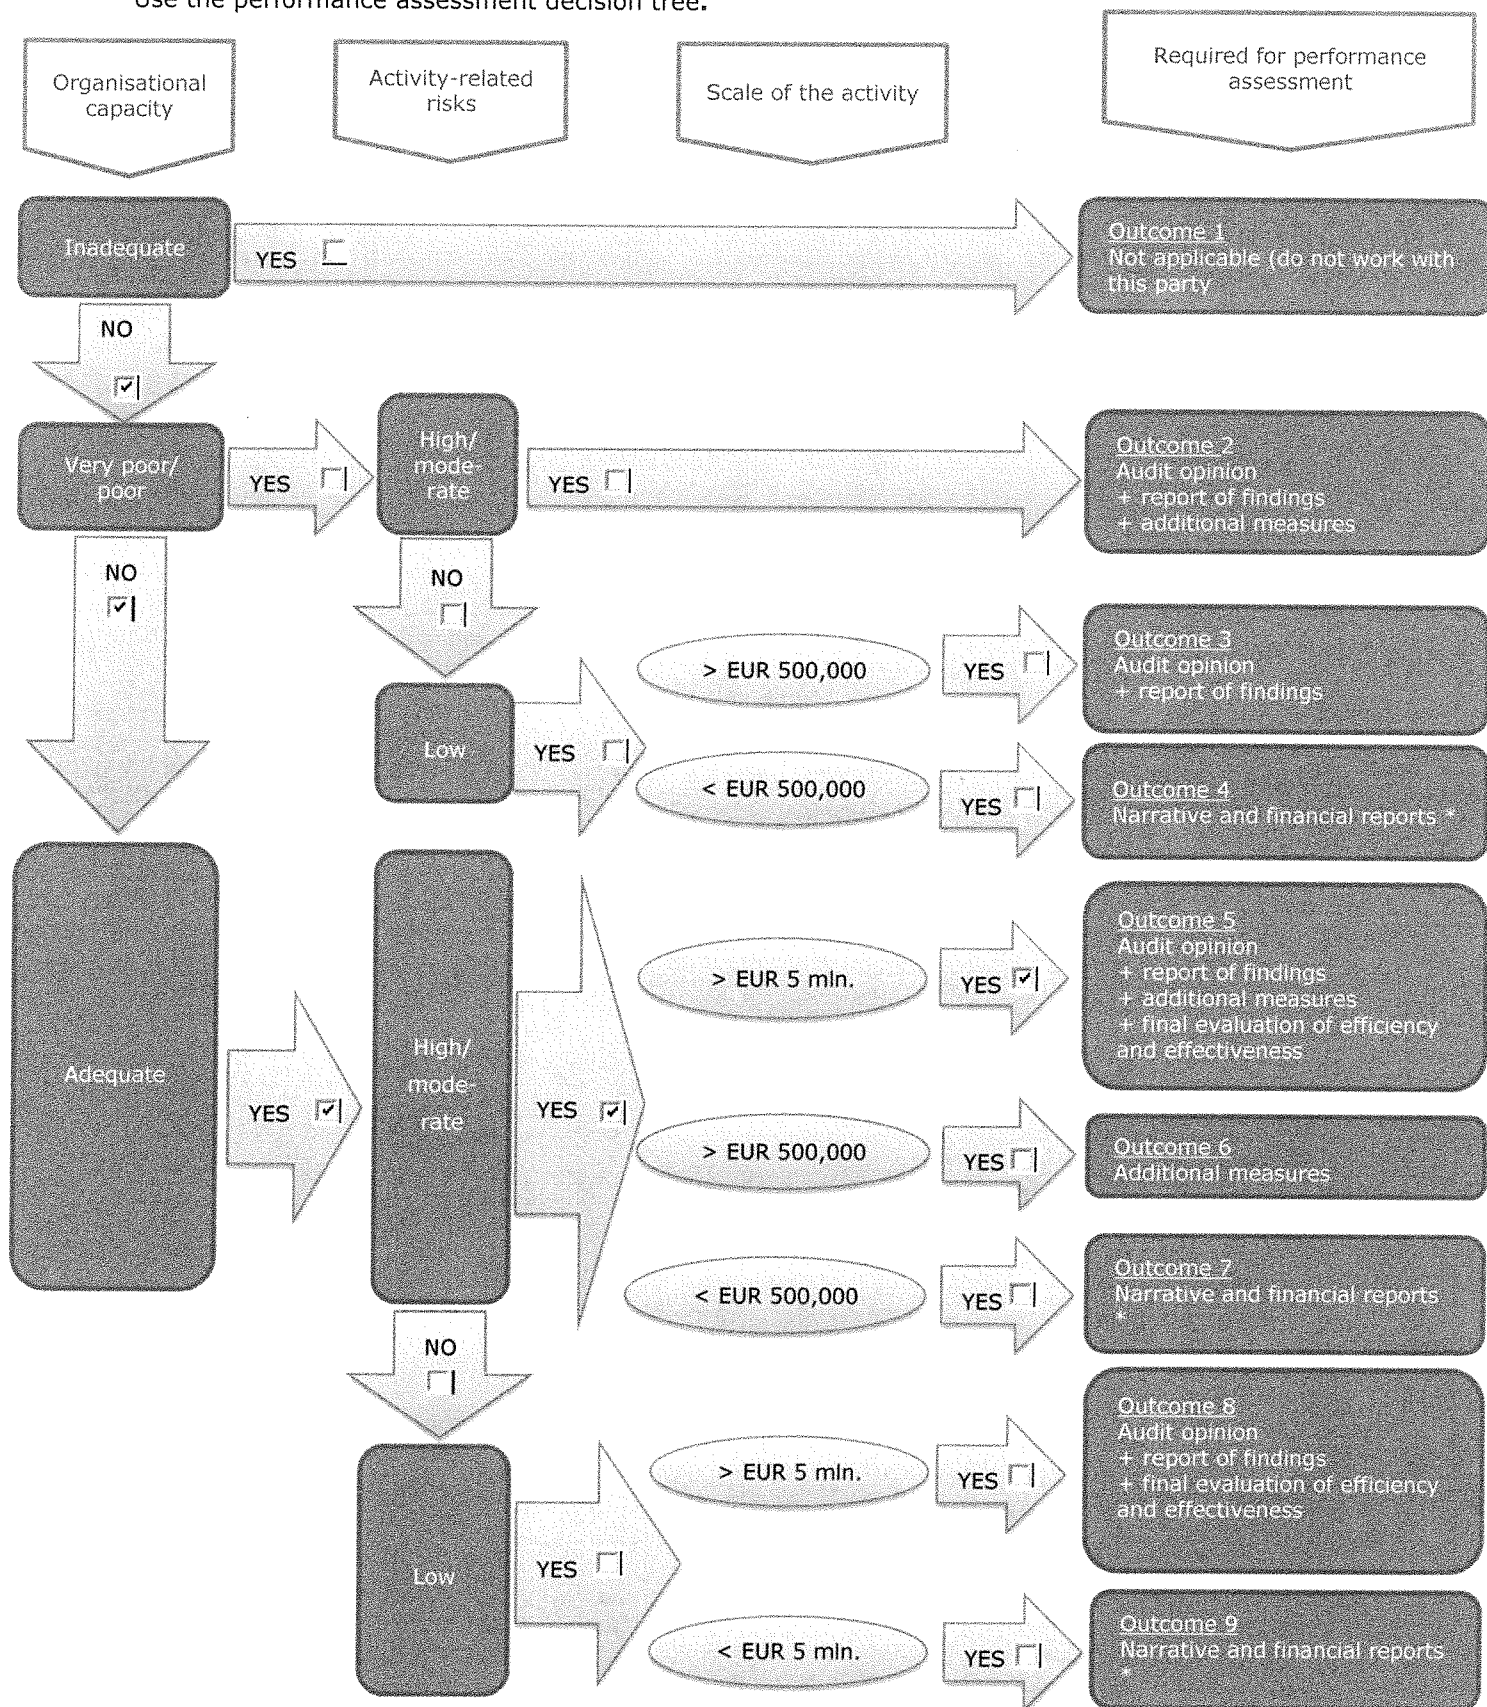 Use the performance assessment decision tree.
Organisational
capacity
Activity-related
risks
Scale of the activity
Required for performance
assessment
Inadequate
YES
Outcome 1
Not applicable (do not work with
this party
NO
Very poor/
poor
YES
High/
mode-
rate
YES
Outcome 2
Audit opinion
+ report of findings
+ additional measures
NO
NO
Low
YES
> EUR 500,000
YES
Outcome 3
Audit opinion
+ report of findings
< EUR 500,000
YES
Outcome 4
Narrative and financial reports *
Adequate
YES
High/
mode-
rate
YES
> EUR 5 mln.
YES
Outcome 5
Audit opinion
+ report of findings
+ additional measures
+ final evaluation of efficiency
and effectiveness
> EUR 500,000
YES
Outcome 6
Additional measures
< EUR 500,000
YES
Outcome 7
Narrative and financial reports
*
NO
Low
YES
> EUR 5 mln.
YES
Outcome 8
Audit opinion
+ report of findings
+ final evaluation of efficiency
and effectiveness
< EUR 5 mln.
YES
Outcome 9
Narrative and financial reports
*